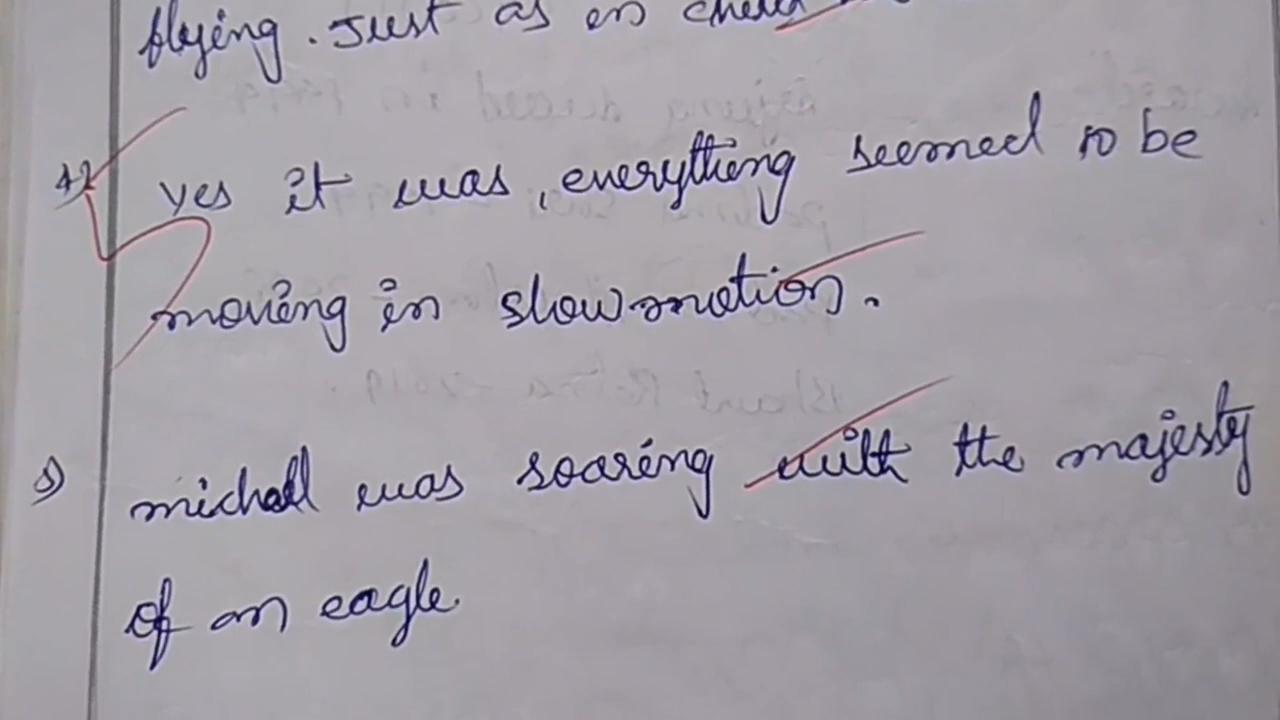 flying. Just as in
4) yes it was, everything seemed to be
moving in slow motion.
5) michall was soaring with the majesty
of an eagle.